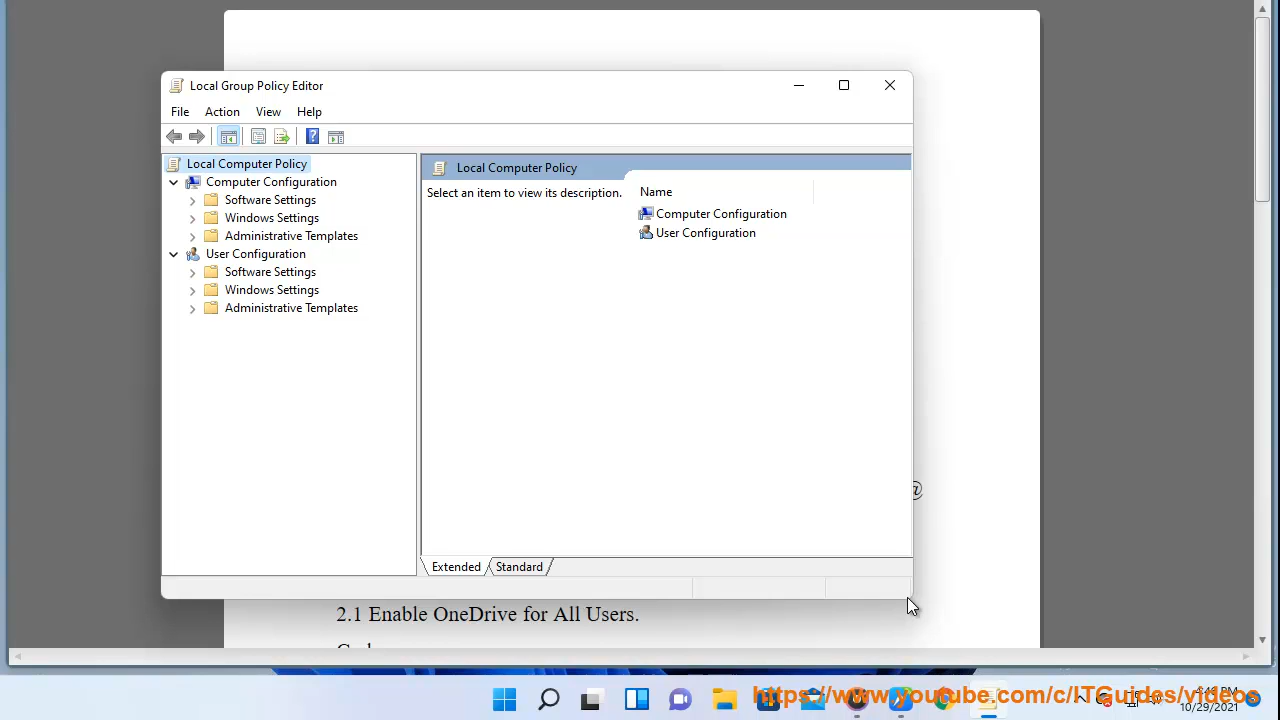 Local Group Policy Editor
File Action View Help
Local Computer Policy
Computer Configuration
Software Settings
Windows Settings
Administrative Templates
User Configuration
Software Settings
Windows Settings
Administrative Templates
Local Computer Policy
Select an item to view its description.
Name
Computer Configuration
User Configuration
Extended Standard
@
2.1 Enable OneDrive for All Users.
https://www.youtube.com/c/ITGuides/videos
10/29/2021